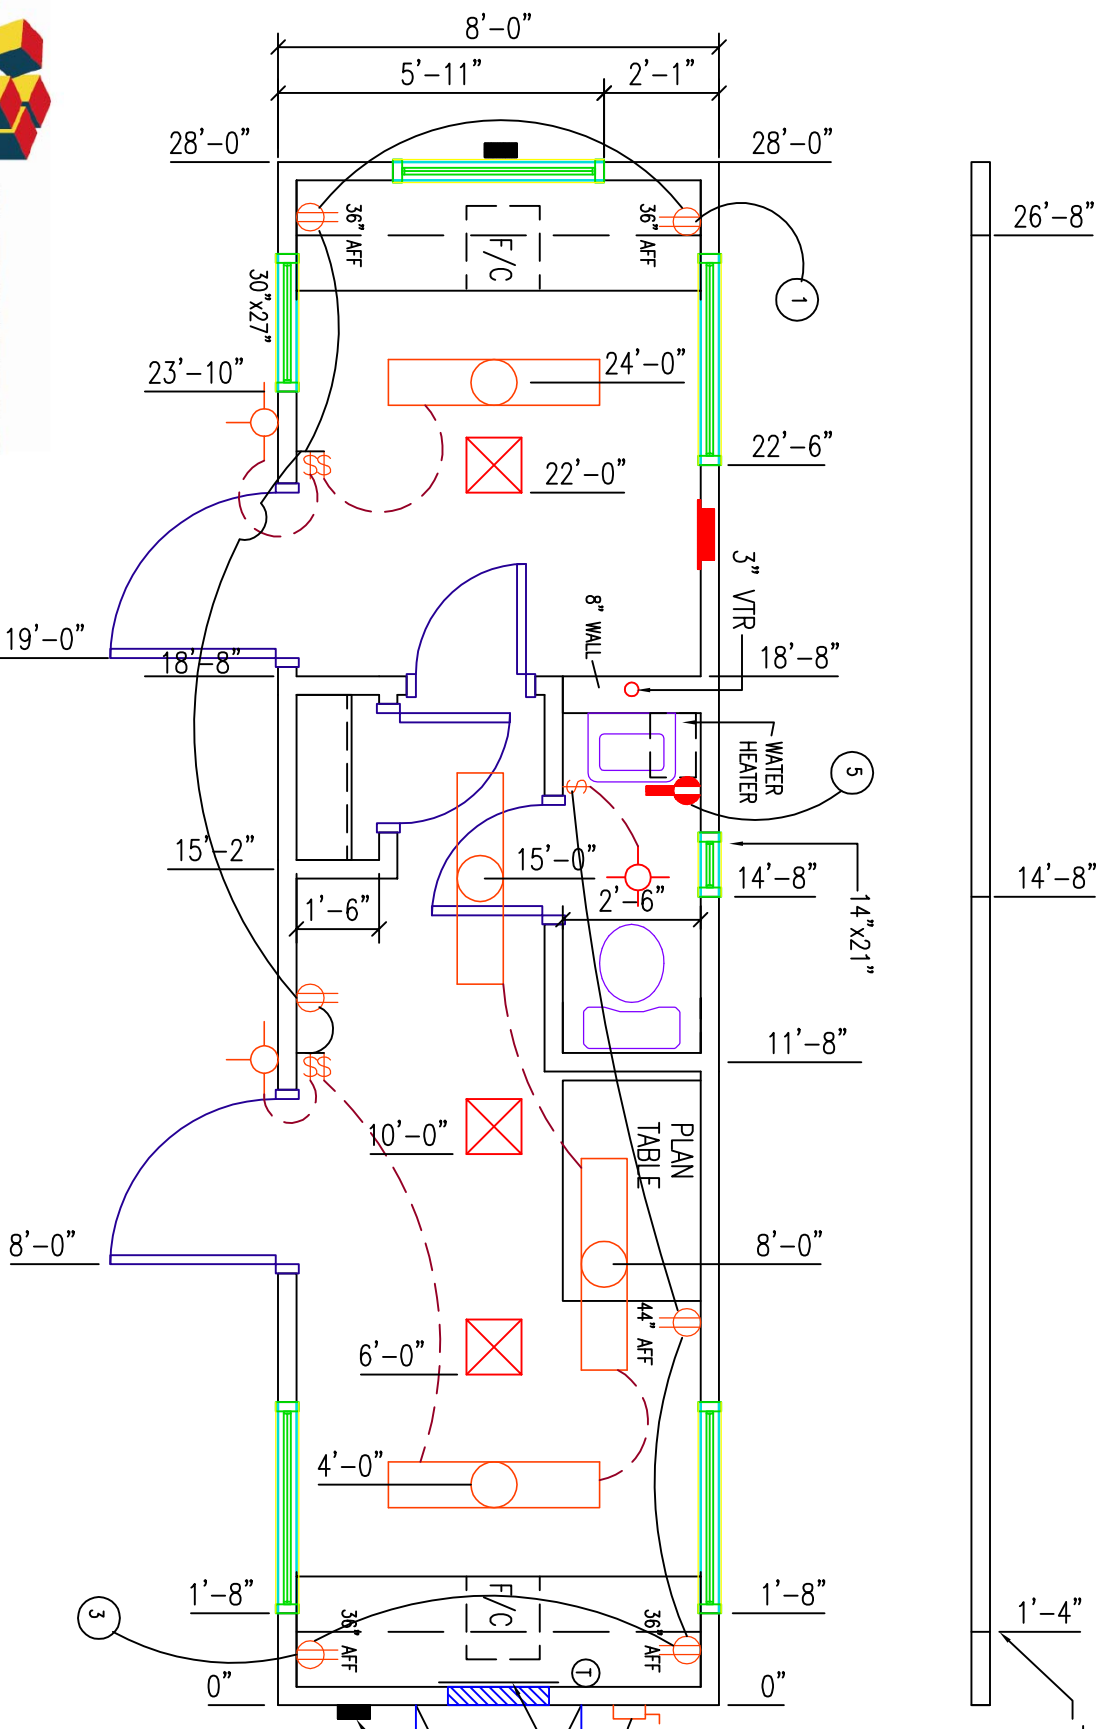 8'-0"
5'-11"
2'-1"
28'-0"
28'-0"
26'-8"
36" AFF
36" AFF
F/C
1
30"x27"
23'-10"
24'-0"
22'-6"
22'-0"
3" VTR
8" WALL
19'-0"
18'-8"
18'-8"
WATER
HEATER
5
15'-2"
15'-0"
14'-8"
14'-8"
14"x21"
1'-6"
2'-6"
$$
$
11'-8"
$$
10'-0"
PLAN
TABLE
8'-0"
8'-0"
44" AFF
6'-0"
4'-0"
1'-8"
F/C
1'-8"
3
36" AFF
36" AFF
1'-4"
T
0"
0"